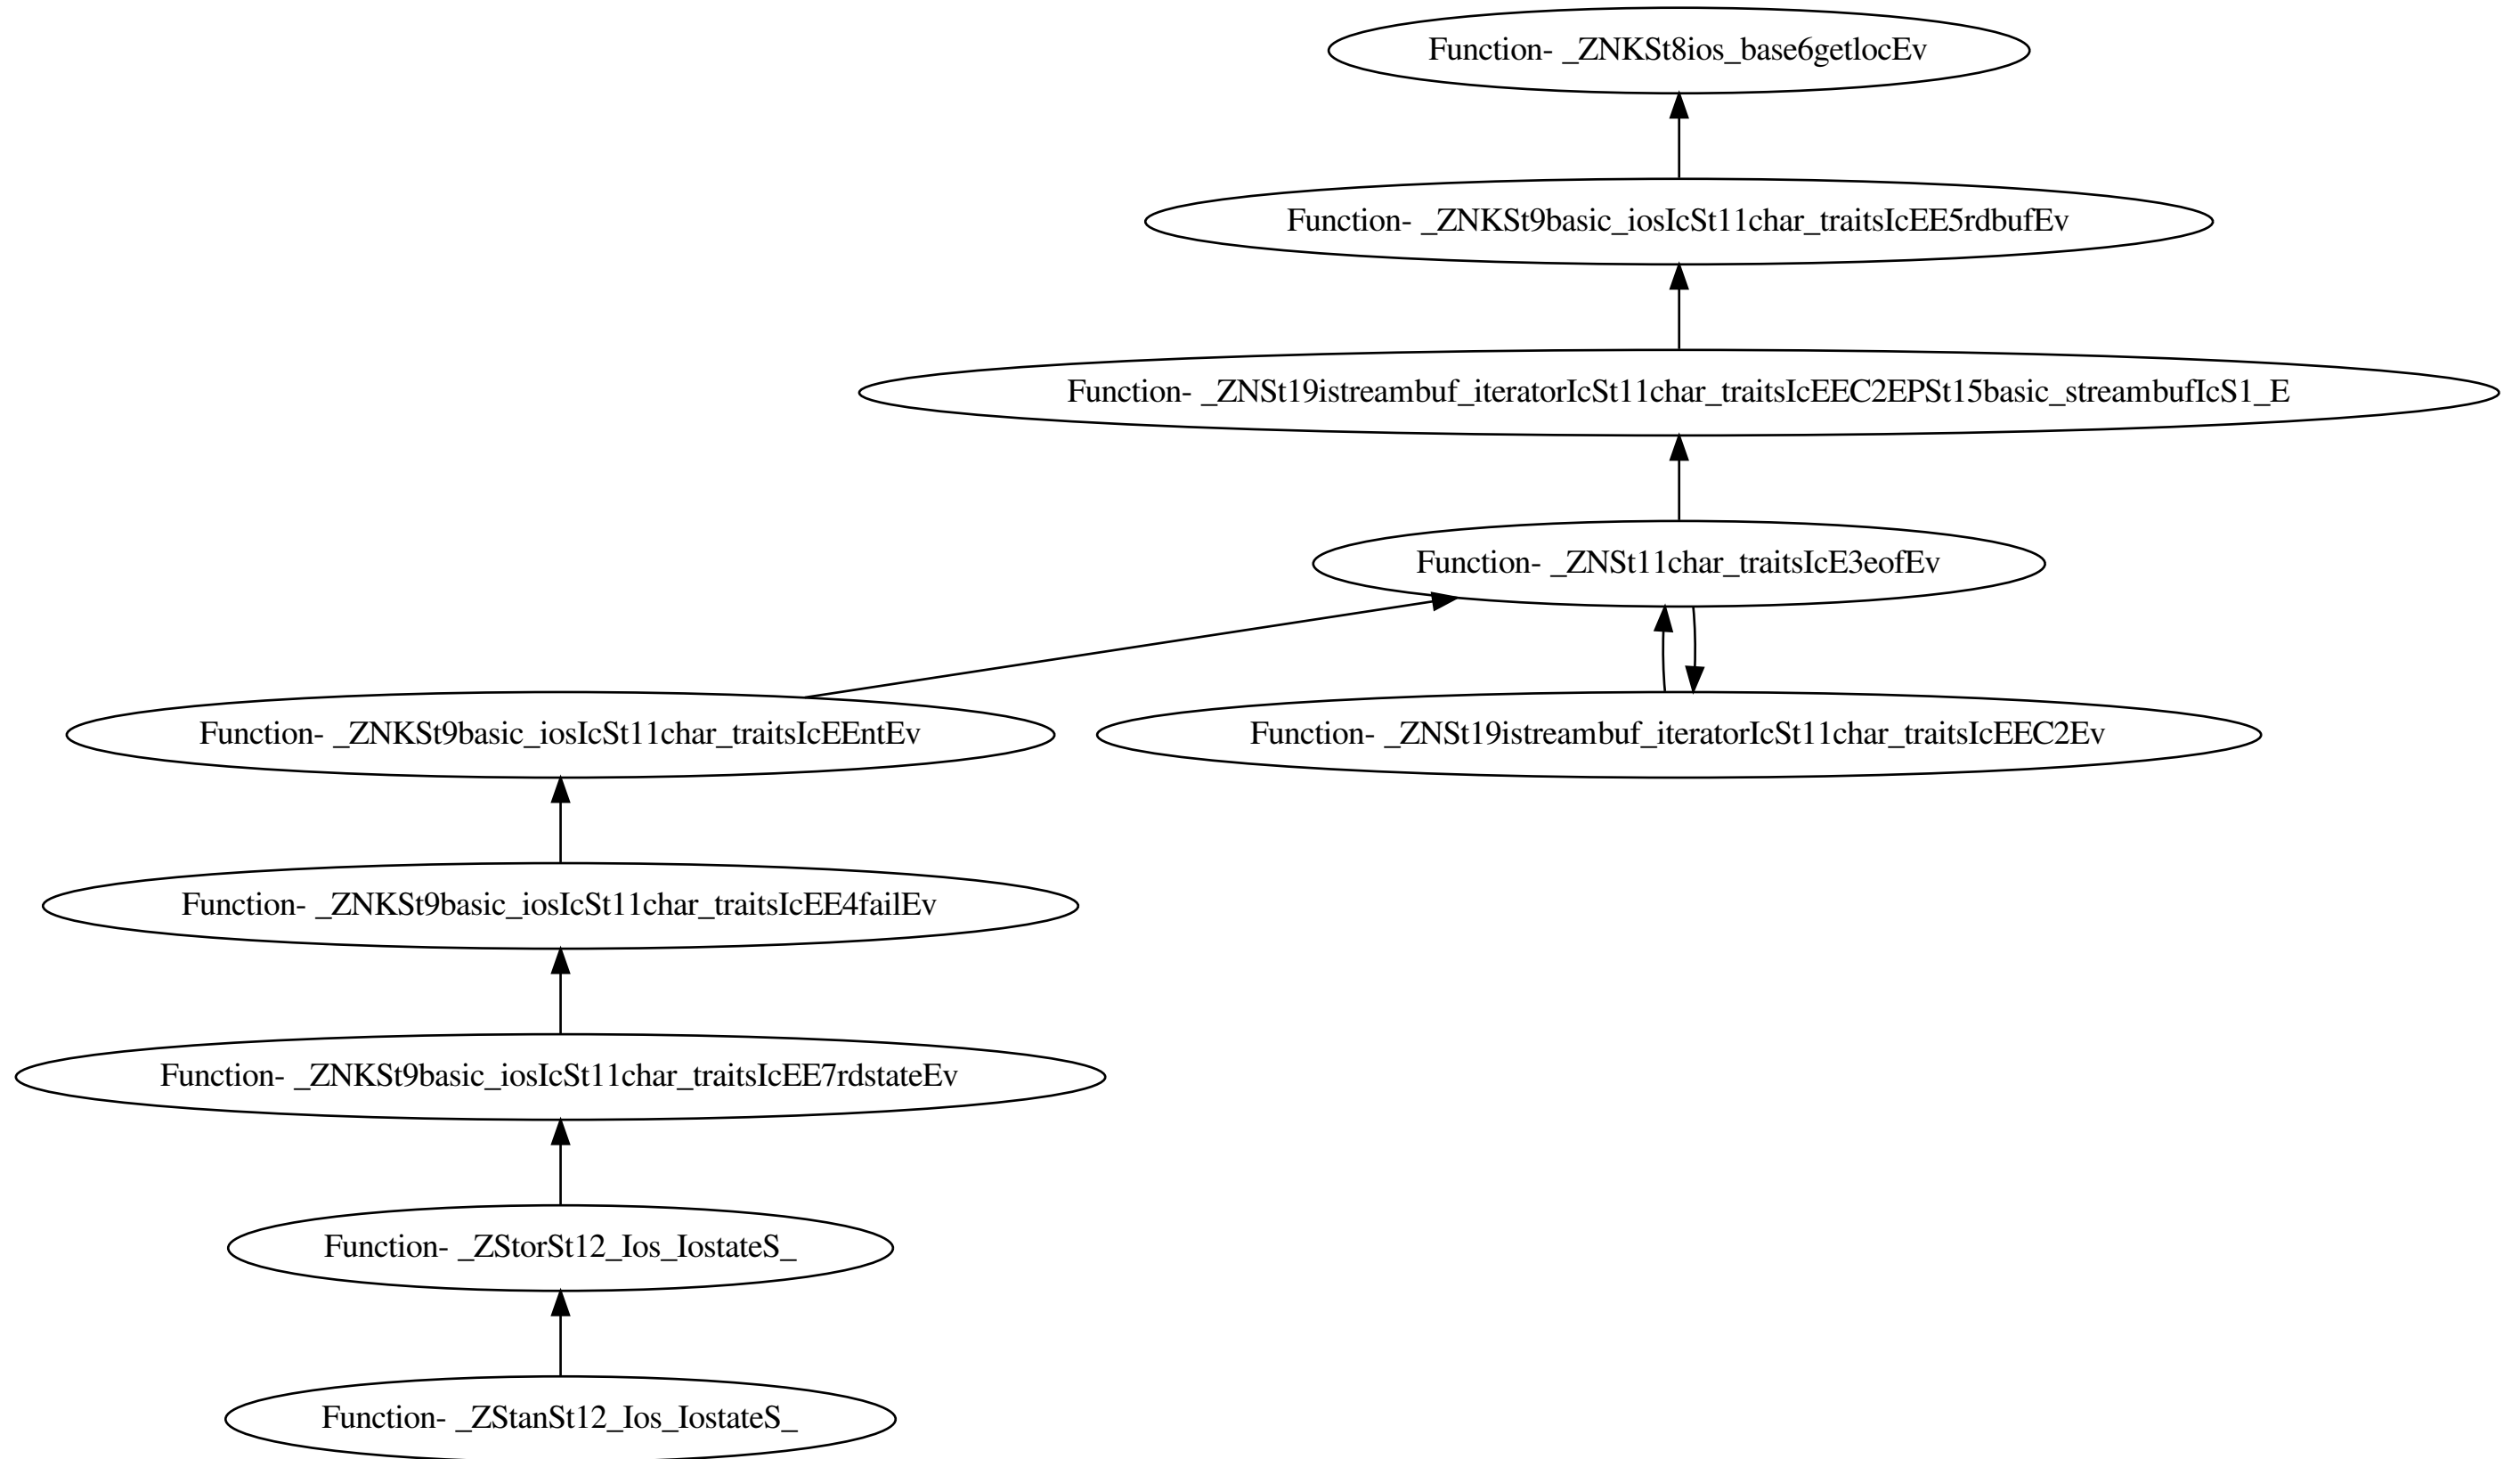 Function- _ZNKSt8ios_base6getlocEv
Function- _ZNKSt9basic_iosIcSt11char_traitsIcEE5rdbufEv
Function- _ZNSt19istreambuf_iteratorIcSt11char_traitsIcEEC2EPSt15basic_streambufIcS1_E
Function- _ZNSt11char_traitsIcE3eofEv
Function- _ZNKSt9basic_iosIcSt11char_traitsIcEEntEv
Function- _ZNSt19istreambuf_iteratorIcSt11char_traitsIcEEC2Ev
Function- _ZNKSt9basic_iosIcSt11char_traitsIcEE4failEv
Function- _ZNKSt9basic_iosIcSt11char_traitsIcEE7rdstateEv
Function- _ZStorSt12_Ios_IostateS_
Function- _ZStanSt12_Ios_IostateS_